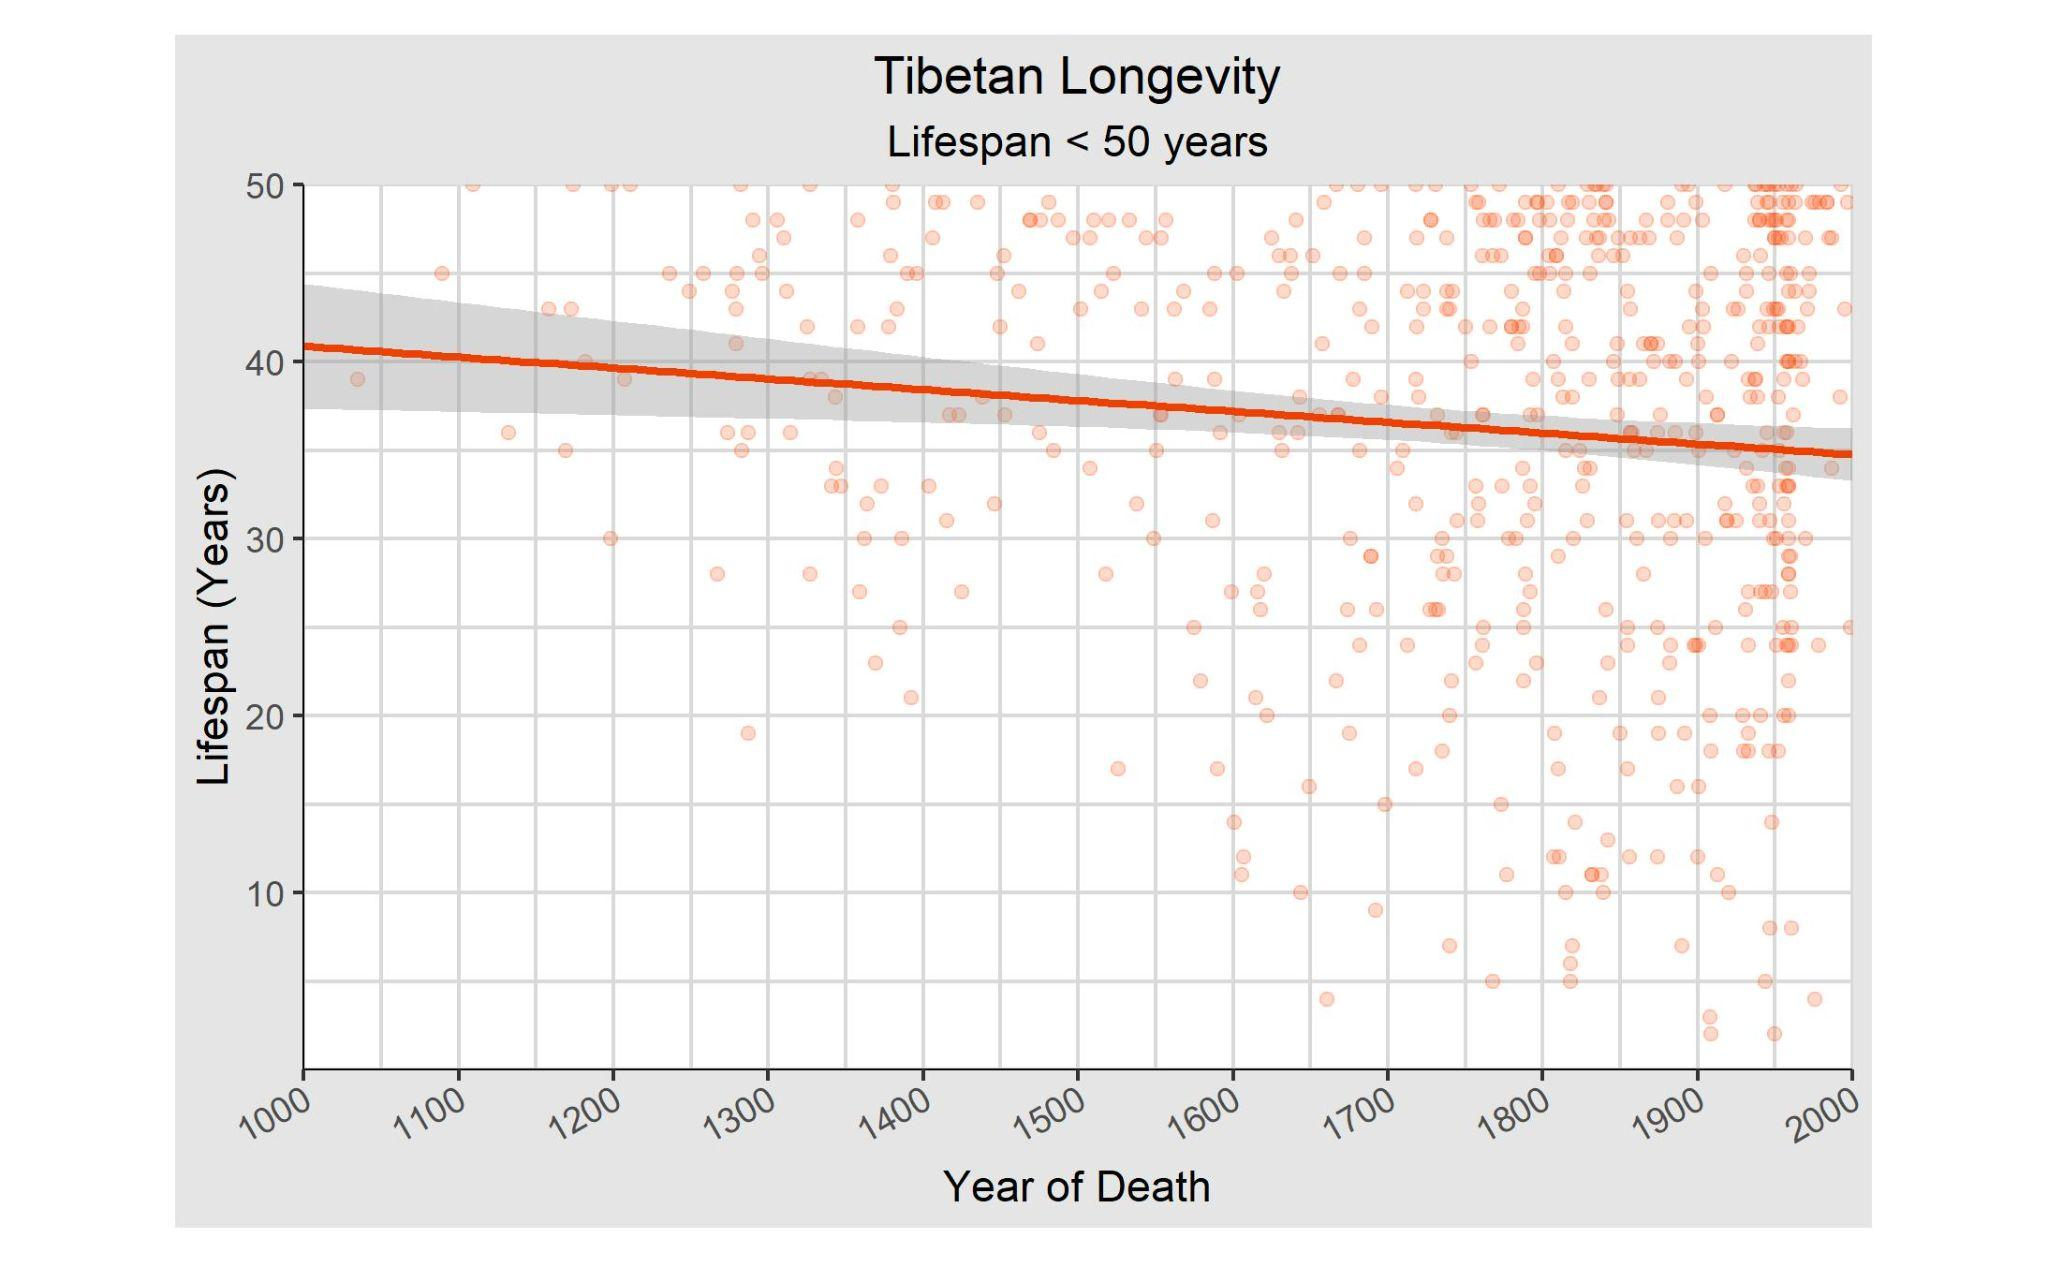 Tibetan Longevity
Lifespan < 50 years
Lifespan (Years)
50
40
30
20
10
1000 1100 1200 1300 1400 1500 1600 1700 1800 1900 2000
Year of Death